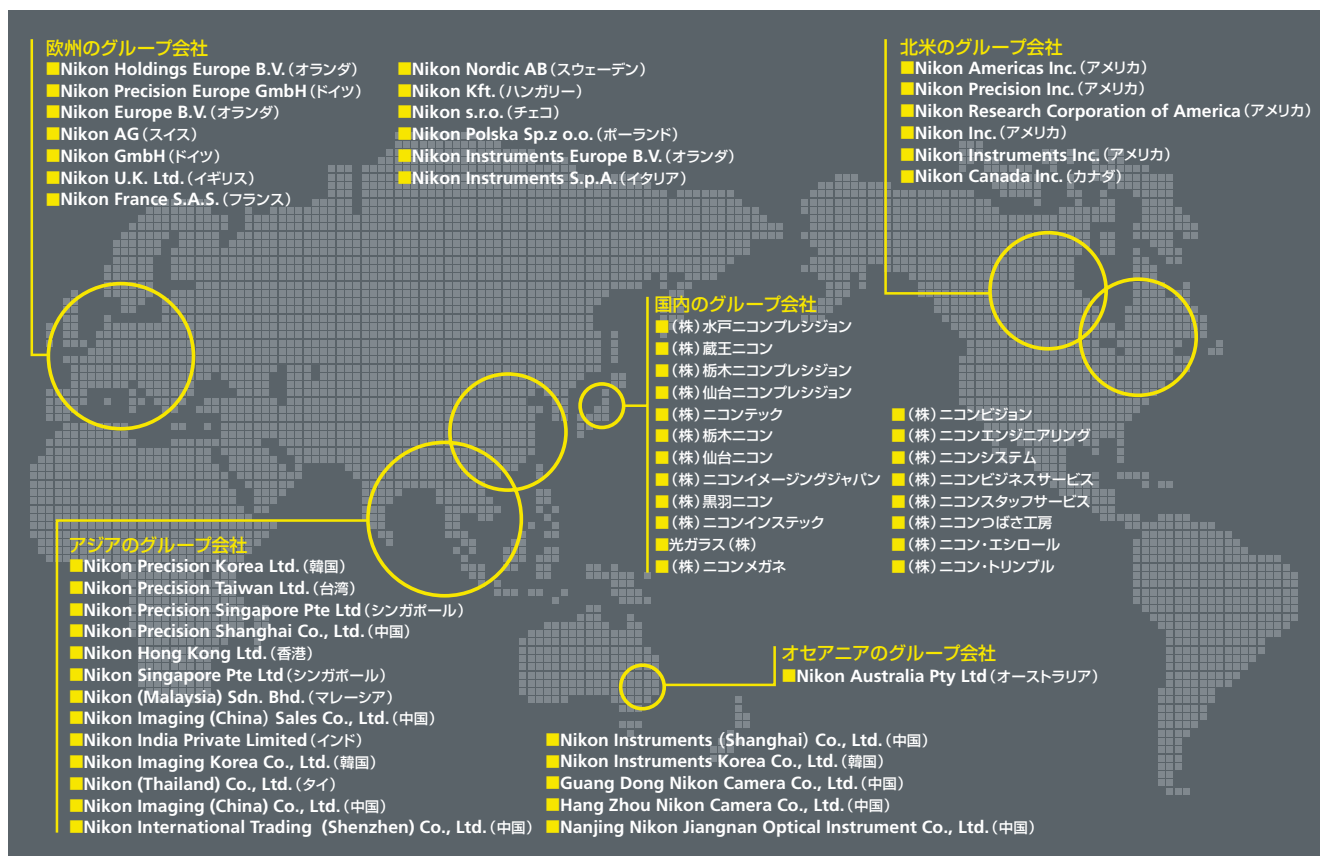 欧州のグループ会社
■Nikon Holdings Europe B.V.（オランダ）
■Nikon Precision Europe GmbH（ドイツ）
■Nikon Europe B.V.（オランダ）
■Nikon AG（スイス）
■Nikon GmbH（ドイツ）
■Nikon U.K. Ltd.（イギリス）
■Nikon France S.A.S.（フランス）
■Nikon Nordic AB（スウェーデン）
■Nikon Kft.（ハンガリー）
■Nikon s.r.o.（チェコ）
■Nikon Polska Sp.z o.o.（ポーランド）
■Nikon Instruments Europe B.V.（オランダ）
■Nikon Instruments S.p.A.（イタリア）
北米のグループ会社
■Nikon Americas Inc.（アメリカ）
■Nikon Precision Inc.（アメリカ）
■Nikon Research Corporation of America（アメリカ）
■Nikon Inc.（アメリカ）
■Nikon Instruments Inc.（アメリカ）
■Nikon Canada Inc.（カナダ）
国内のグループ会社
■（株）水戸ニコンプレシジョン
■（株）蔵王ニコン
■（株）栃木ニコンプレシジョン
■（株）仙台ニコンプレシジョン
■（株）ニコンテック
■（株）栃木ニコン
■（株）仙台ニコン
■（株）ニコンイメージングジャパン
■（株）黒羽ニコン
■（株）ニコンインステック
■光ガラス（株）
■（株）ニコンメガネ
■（株）ニコンビジョン
■（株）ニコンエンジニアリング
■（株）ニコンシステム
■（株）ニコンビジネスサービス
■（株）ニコンスタッフサービス
■（株）ニコンつばさ工房
■（株）ニコン・エシロール
■（株）ニコン・トリンブル
アジアのグループ会社
■Nikon Precision Korea Ltd.（韓国）
■Nikon Precision Taiwan Ltd.（台湾）
■Nikon Precision Singapore Pte Ltd（シンガポール）
■Nikon Precision Shanghai Co., Ltd.（中国）
■Nikon Hong Kong Ltd.（香港）
■Nikon Singapore Pte Ltd（シンガポール）
■Nikon (Malaysia) Sdn. Bhd.（マレーシア）
■Nikon Imaging (China) Sales Co., Ltd.（中国）
■Nikon India Private Limited（インド）
■Nikon Imaging Korea Co., Ltd.（韓国）
■Nikon (Thailand) Co., Ltd.（タイ）
■Nikon Imaging (China) Co., Ltd.（中国）
■Nikon International Trading (Shenzhen) Co., Ltd.（中国）
■Nikon Instruments (Shanghai) Co., Ltd.（中国）
■Nikon Instruments Korea Co., Ltd.（韓国）
■Guang Dong Nikon Camera Co., Ltd.（中国）
■Hang Zhou Nikon Camera Co., Ltd.（中国）
■Nanjing Nikon Jiangnan Optical Instrument Co., Ltd.（中国）
オセアニアのグループ会社
■Nikon Australia Pty Ltd（オーストラリア）